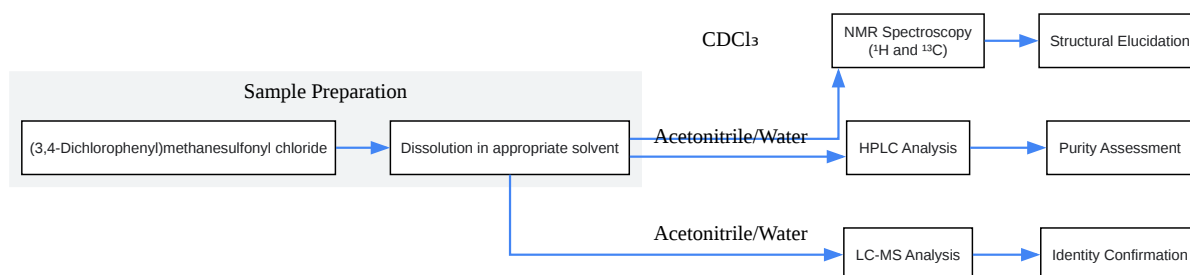 CDCl₃
NMR Spectroscopy
(¹H and ¹³C)
Structural Elucidation
Sample Preparation
(3,4-Dichlorophenyl)methanesulfonyl chloride
Dissolution in appropriate solvent
Acetonitrile/Water
HPLC Analysis
Purity Assessment
Acetonitrile/Water
LC-MS Analysis
Identity Confirmation